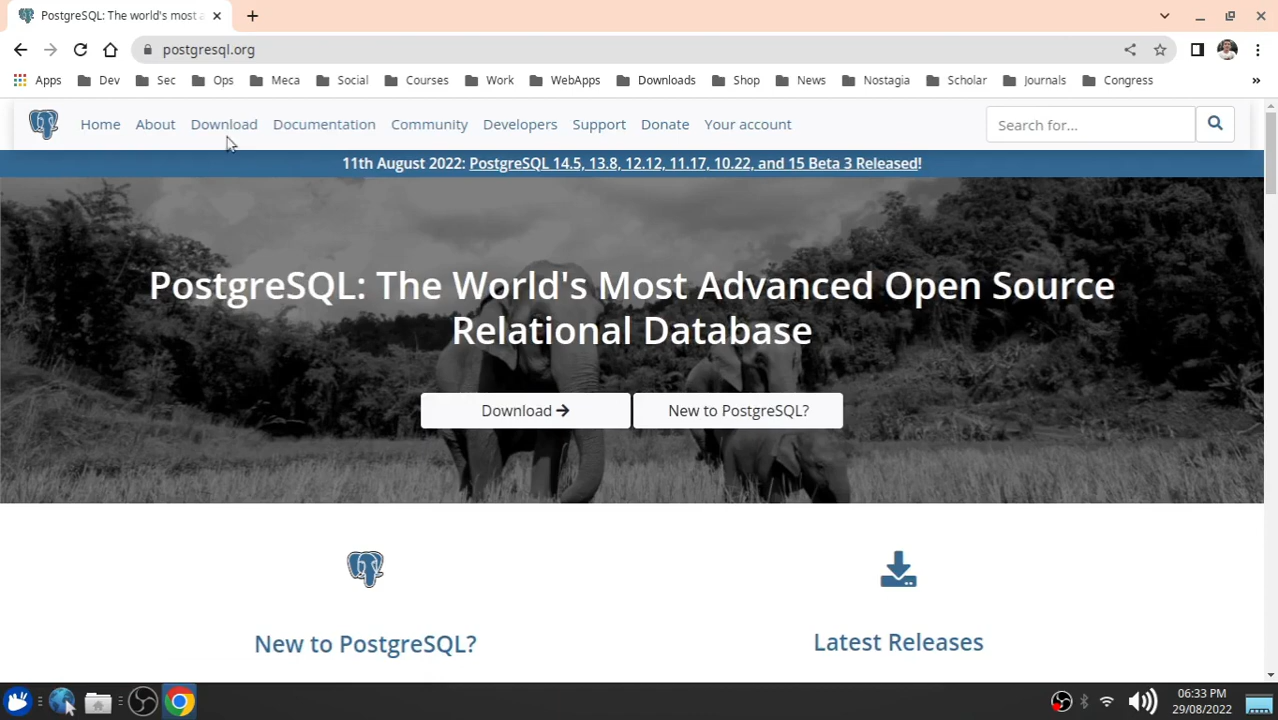 PostgreSQL: The world's most a
postgresql.org
Apps Dev Sec Ops Meca Social Courses Work WebApps Downloads Shop News Nostagia Scholar Journals Congress »
Home About Download Documentation Community Developers Support Donate Your account Search for...
11th August 2022: PostgreSQL 14.5, 13.8, 12.12, 11.17, 10.22, and 15 Beta 3 Released!
PostgreSQL: The World's Most Advanced Open Source
Relational Database
Download → New to PostgreSQL?
New to PostgreSQL? Latest Releases
06:33 PM
29/08/2022